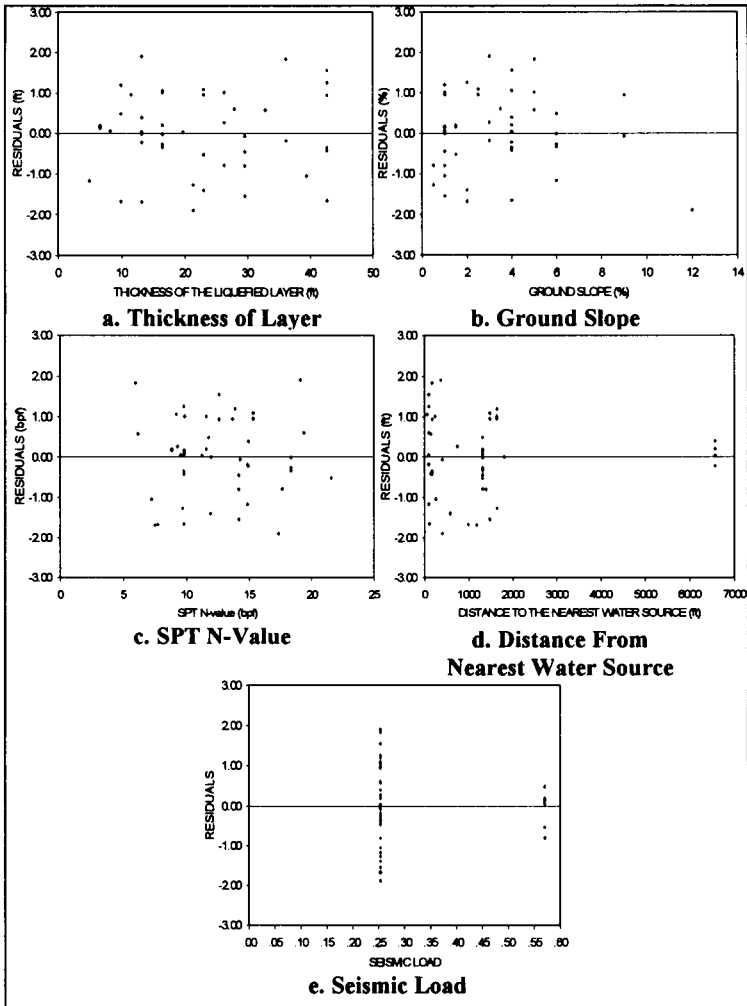 3.00
2.00
1.00
0.00
-1.00
-2.00
-3.00
RESIDUALS (ft)
0 10 20 30 40 50
THICKNESS OF THE LIQUEFIED LAYER (ft)
a. Thickness of Layer
3.00
2.00
1.00
0.00
-1.00
-2.00
-3.00
RESIDUALS (%)
0 2 4 6 8 10 12 14
GROUND SLOPE (%)
b. Ground Slope
3.00
2.00
1.00
0.00
-1.00
-2.00
-3.00
RESIDUALS (bpf)
0 5 10 15 20 25
SPT N-value (bpf)
c. SPT N-Value
3.00
2.00
1.00
0.00
-1.00
-2.00
-3.00
RESIDUALS (ft)
0 1000 2000 3000 4000 5000 6000 7000
DISTANCE TO THE NEAREST WATER SOURCE (ft)
d. Distance From
Nearest Water Source
3.00
2.00
1.00
0.00
-1.00
-2.00
-3.00
RESIDUALS
.00 .05 .10 .15 .20 .25 .30 .35 .40 .45 .50 .55 .60
SEISMIC LOAD
e. Seismic Load